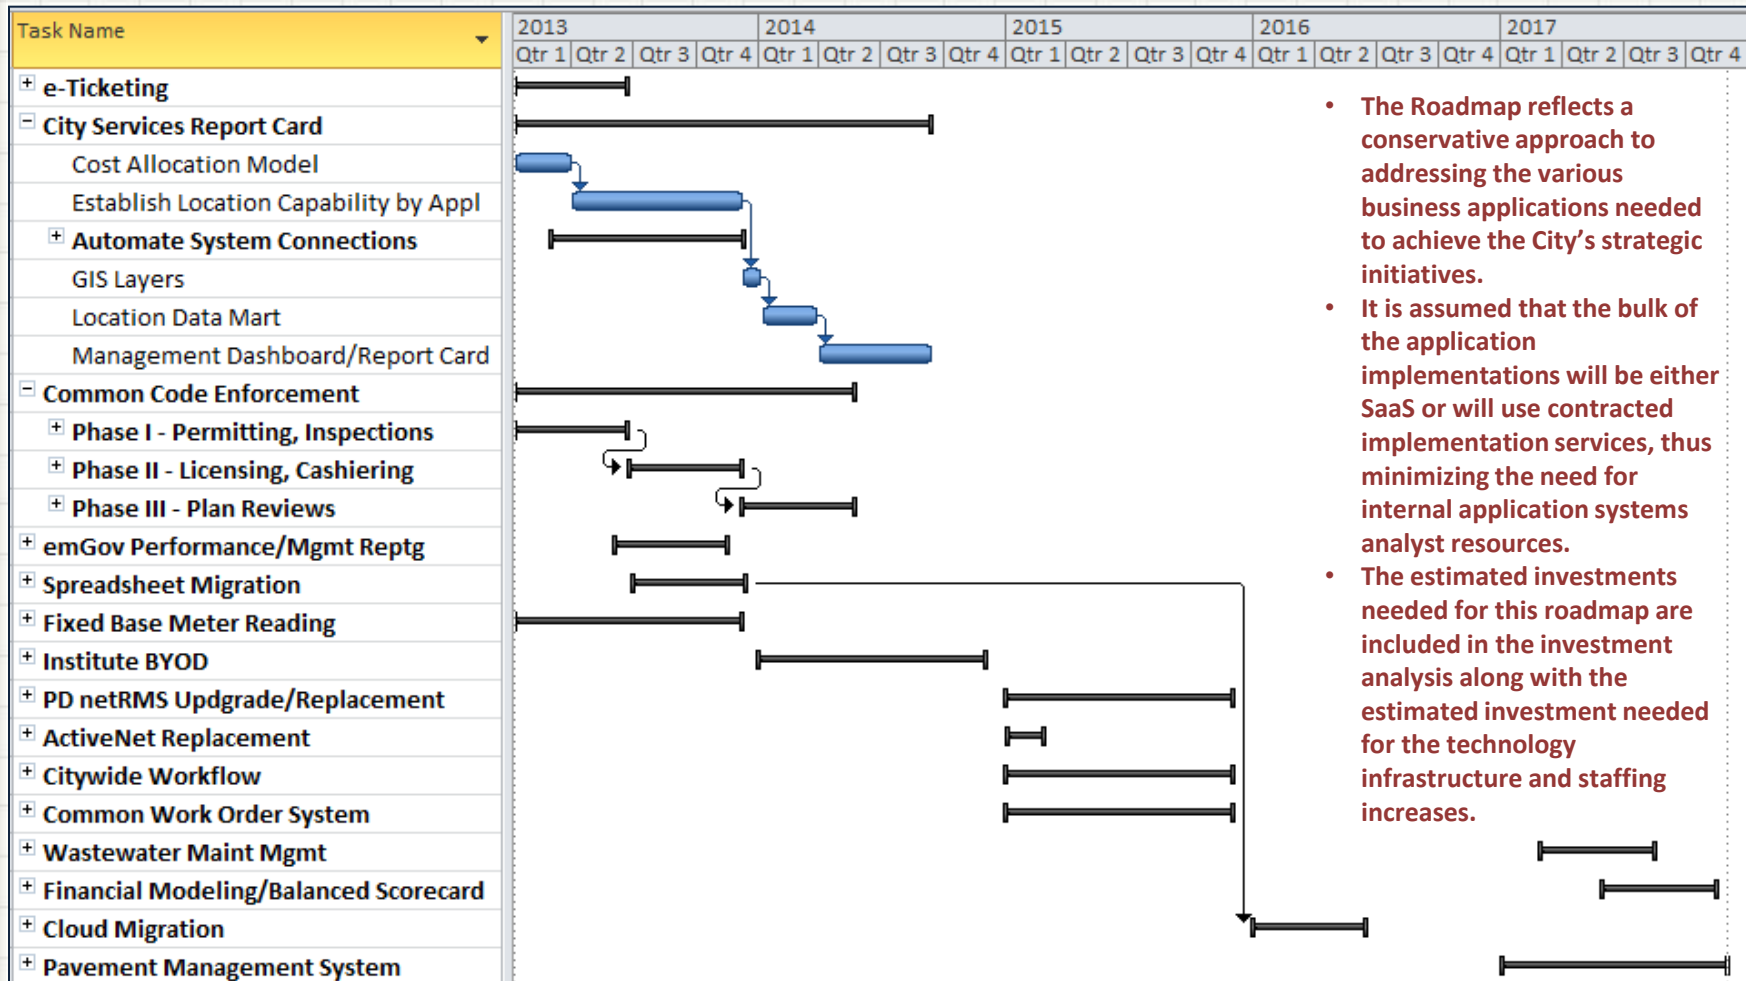 Task Name
2013 2014 2015 2016 2017
Qtr 1 Qtr 2 Qtr 3 Qtr 4 Qtr 1 Qtr 2 Qtr 3 Qtr 4 Qtr 1 Qtr 2 Qtr 3 Qtr 4 Qtr 1 Qtr 2 Qtr 3 Qtr 4 Qtr 1 Qtr 2 Qtr 3 Qtr 4
e-Ticketing
City Services Report Card
Cost Allocation Model
Establish Location Capability by Appl
Automate System Connections
GIS Layers
Location Data Mart
Management Dashboard/Report Card
Common Code Enforcement
Phase I - Permitting, Inspections
Phase II - Licensing, Cashiering
Phase III - Plan Reviews
emGov Performance/Mgmt Reptg
Spreadsheet Migration
Fixed Base Meter Reading
Institute BYOD
PD netRMS Updgrade/Replacement
ActiveNet Replacement
Citywide Workflow
Common Work Order System
Wastewater Maint Mgmt
Financial Modeling/Balanced Scorecard
Cloud Migration
Pavement Management System
• The Roadmap reflects a
conservative approach to
addressing the various
business applications needed
to achieve the City's strategic
initiatives.
• It is assumed that the bulk of
the application
implementations will be either
SaaS or will use contracted
implementation services, thus
minimizing the need for
internal application systems
analyst resources.
• The estimated investments
needed for this roadmap are
included in the investment
analysis along with the
estimated investment needed
for the technology
infrastructure and staffing
increases.